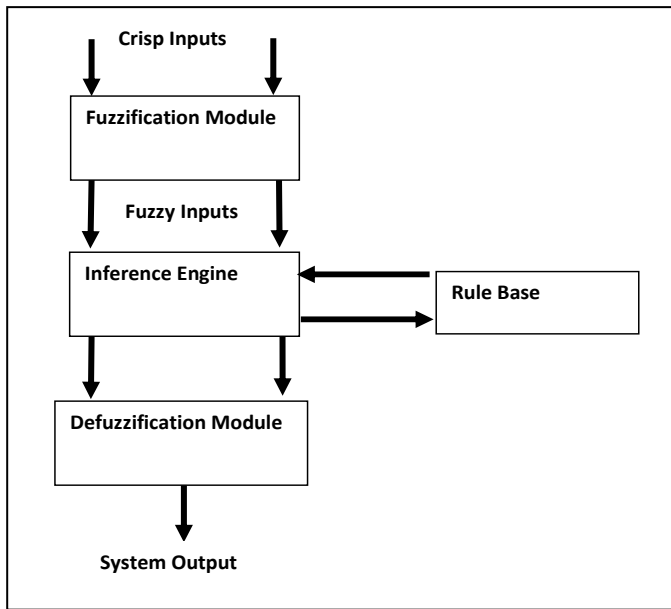 Crisp Inputs
Fuzzification Module
Fuzzy Inputs
Inference Engine
Rule Base
Defuzzification Module
System Output